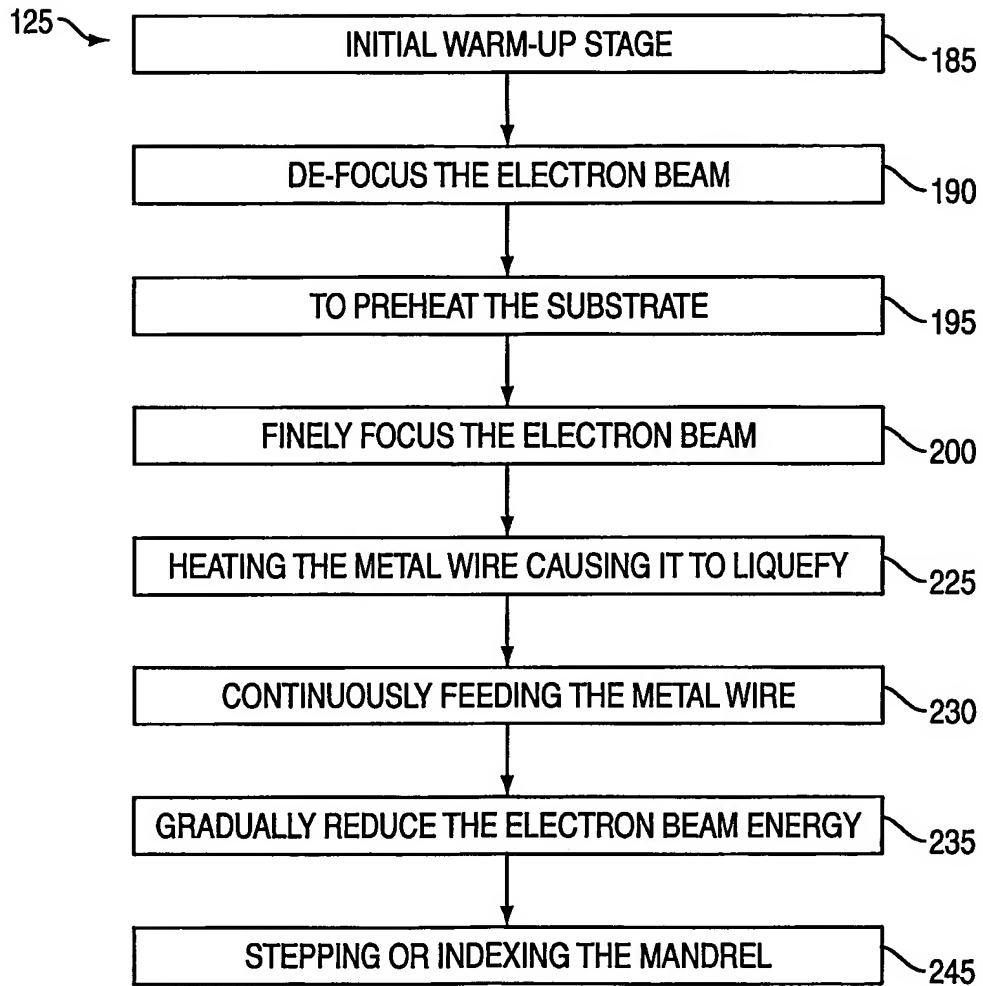 125
INITIAL WARM-UP STAGE
185
DE-FOCUS THE ELECTRON BEAM
190
TO PREHEAT THE SUBSTRATE
195
FINELY FOCUS THE ELECTRON BEAM
200
HEATING THE METAL WIRE CAUSING IT TO LIQUEFY
225
CONTINUOUSLY FEEDING THE METAL WIRE
230
GRADUALLY REDUCE THE ELECTRON BEAM ENERGY
235
STEPPING OR INDEXING THE MANDREL
245